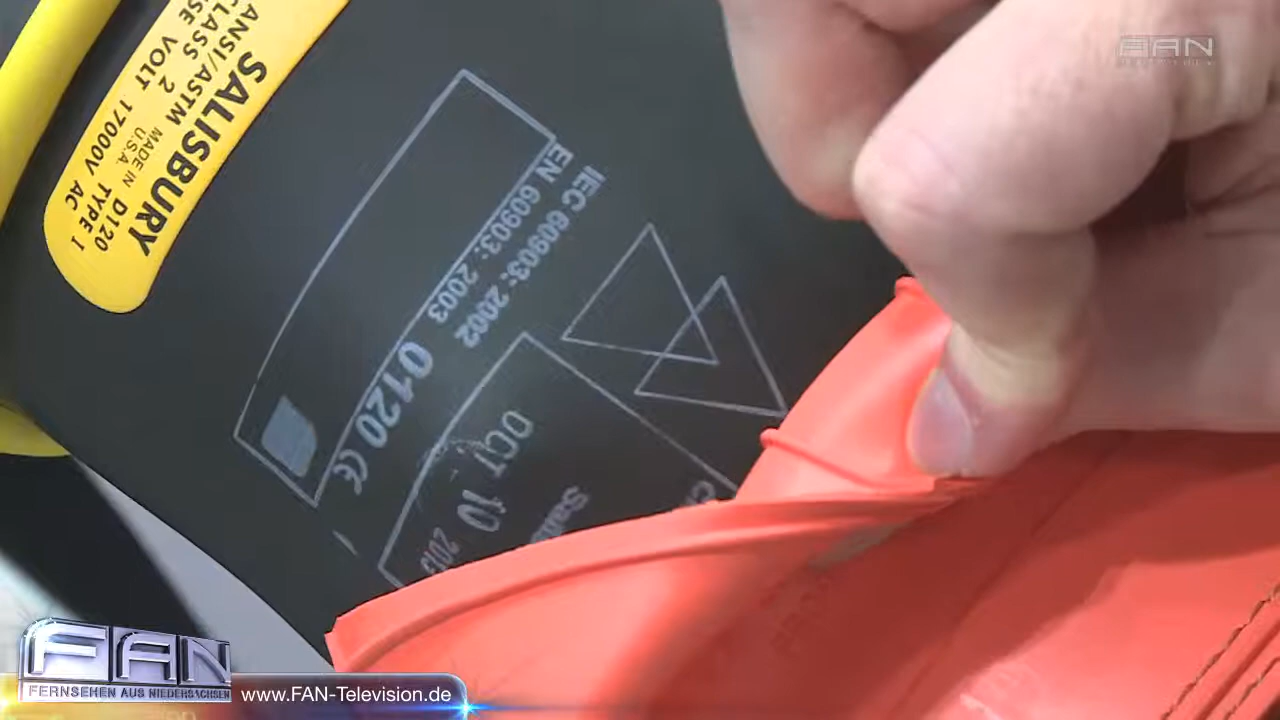 SALISBURY
D120
ANSI/ASTM
MADE IN
U.S.A.
TYPE I
CLASS 2
VOLT 17000V AC
IEC 60903: 2002
EN 60903: 2003
0120 CE
OCT 10
FAN
FAN
FERNSEHEN AUS NIEDERSACHSEN
www.FAN-Television.de